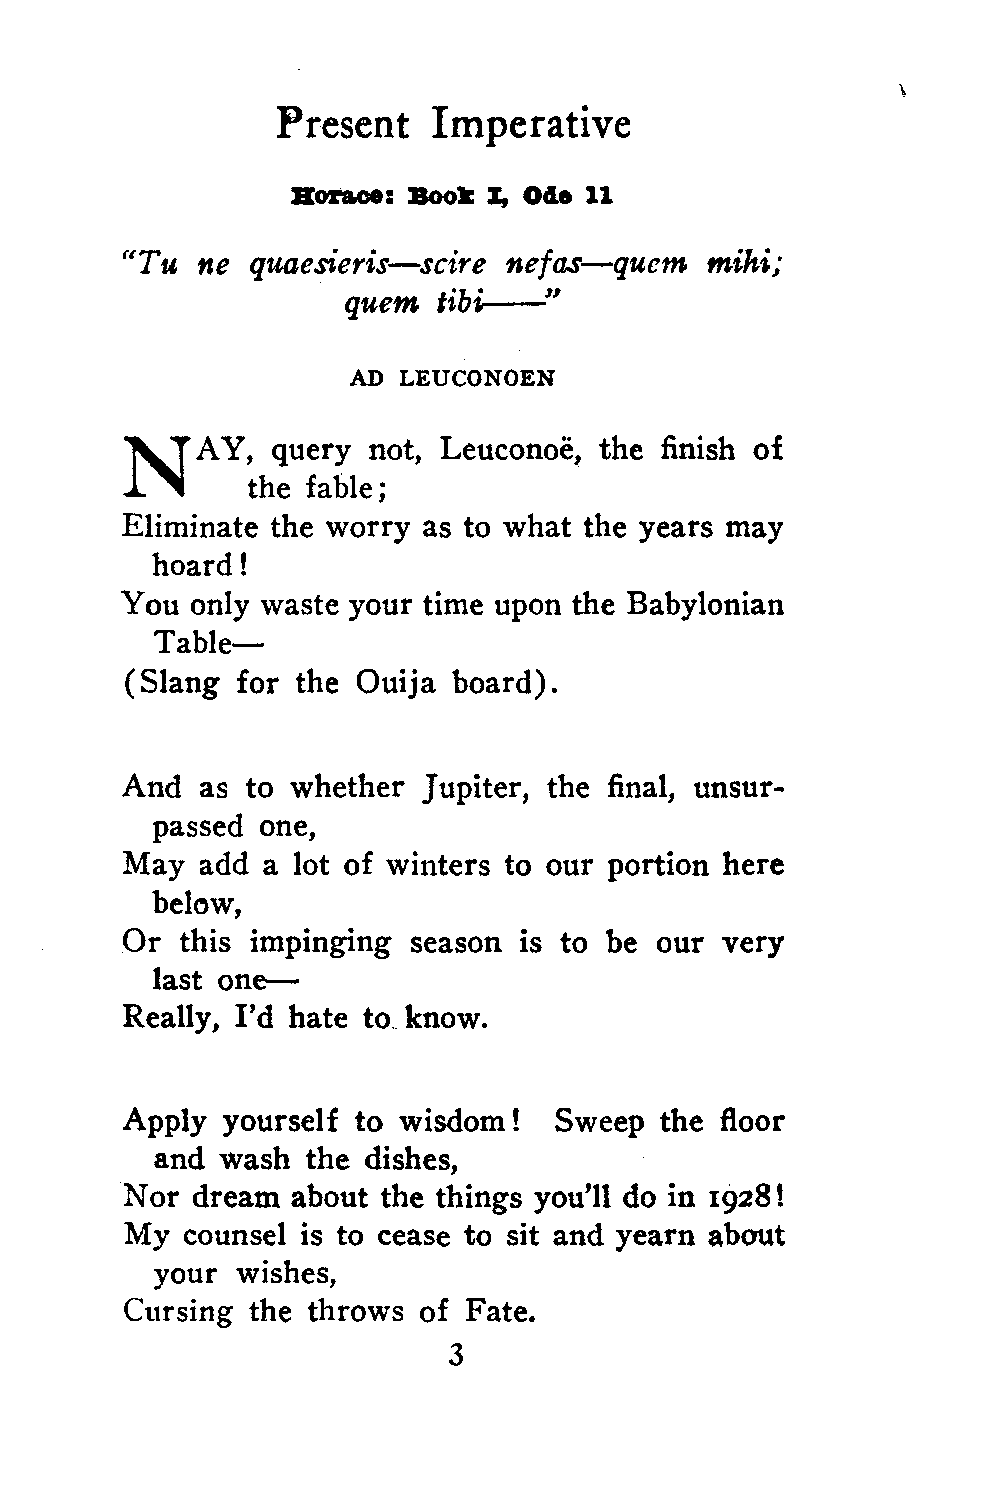 Present Imperative
Horace: Book I, Ode 11
"Tu ne quaesieris—scire nefas—quem mihi;
quem tibi——"
AD LEUCONOEN
NAY, query not, Leuconoë, the finish of
the fable;
Eliminate the worry as to what the years may
hoard!
You only waste your time upon the Babylonian
Table—
(Slang for the Ouija board).
And as to whether Jupiter, the final, unsur-
passed one,
May add a lot of winters to our portion here
below,
Or this impinging season is to be our very
last one—
Really, I'd hate to know.
Apply yourself to wisdom! Sweep the floor
and wash the dishes,
Nor dream about the things you'll do in 1928!
My counsel is to cease to sit and yearn about
your wishes,
Cursing the throws of Fate.
3